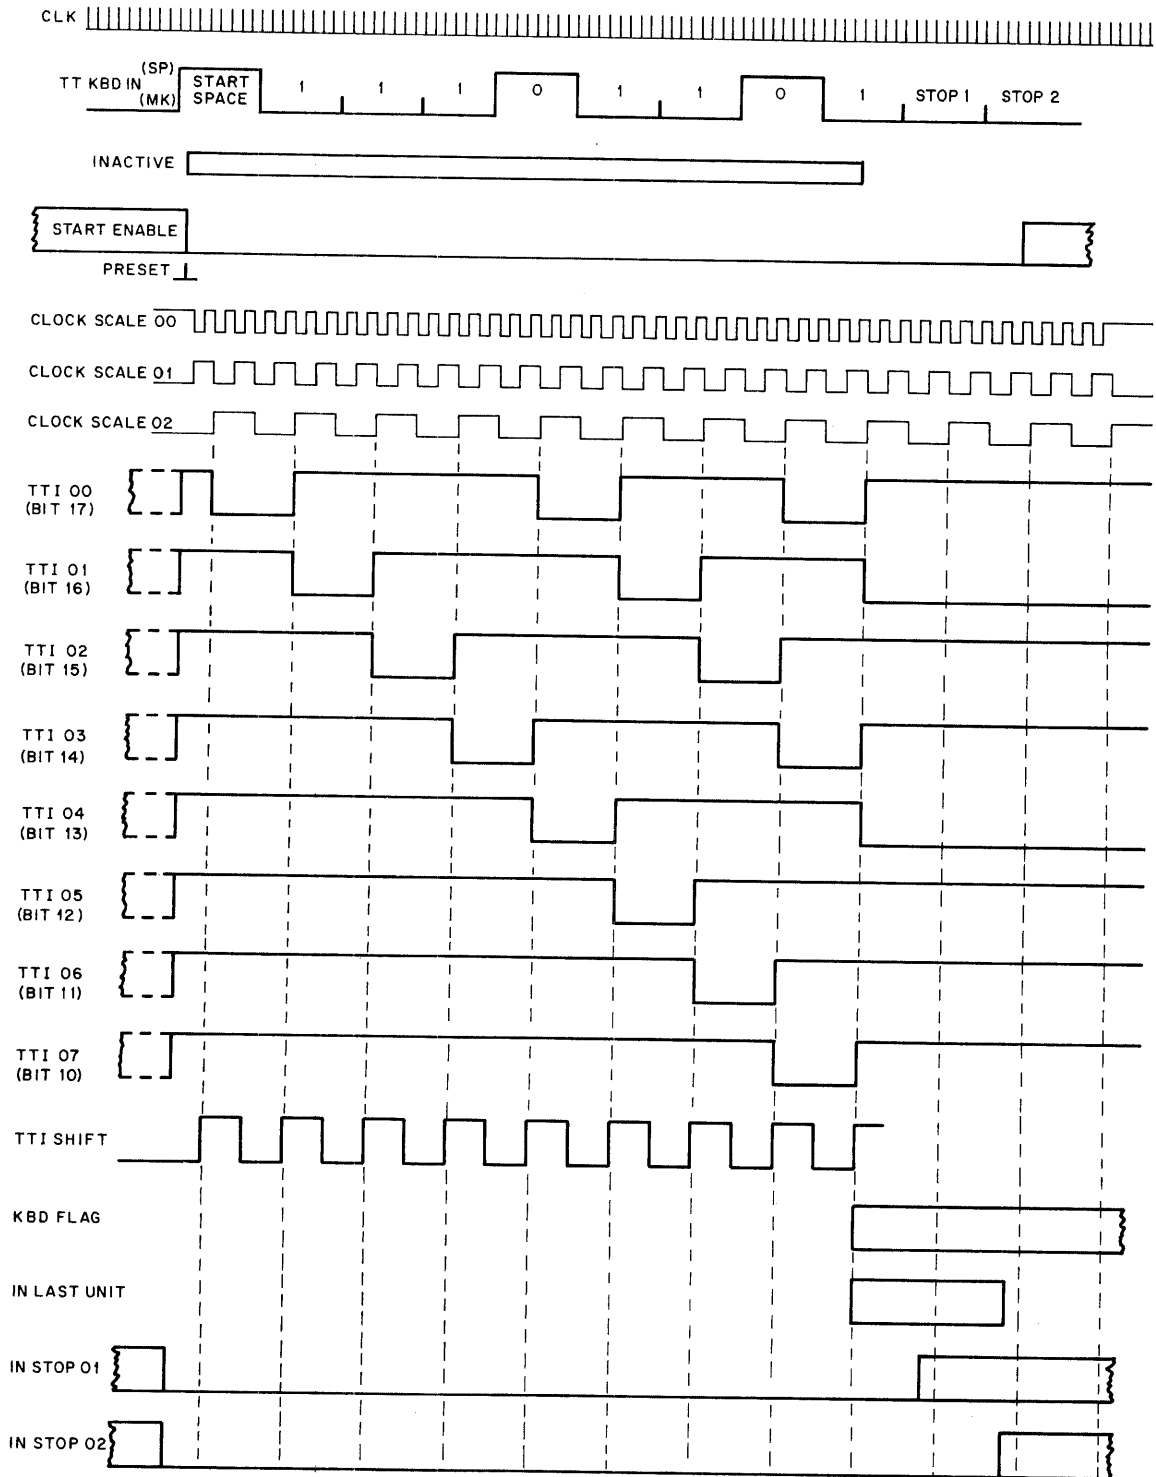 CLK
TT KBD IN (SP) (MK)
START SPACE 1 1 1 0 1 1 0 1 STOP 1 STOP 2
INACTIVE
START ENABLE
PRESET
CLOCK SCALE 00
CLOCK SCALE 01
CLOCK SCALE 02
TTI 00
(BIT 17)
TTI 01
(BIT 16)
TTI 02
(BIT 15)
TTI 03
(BIT 14)
TTI 04
(BIT 13)
TTI 05
(BIT 12)
TTI 06
(BIT 11)
TTI 07
(BIT 10)
TTI SHIFT
KBD FLAG
IN LAST UNIT
IN STOP 01
IN STOP 02